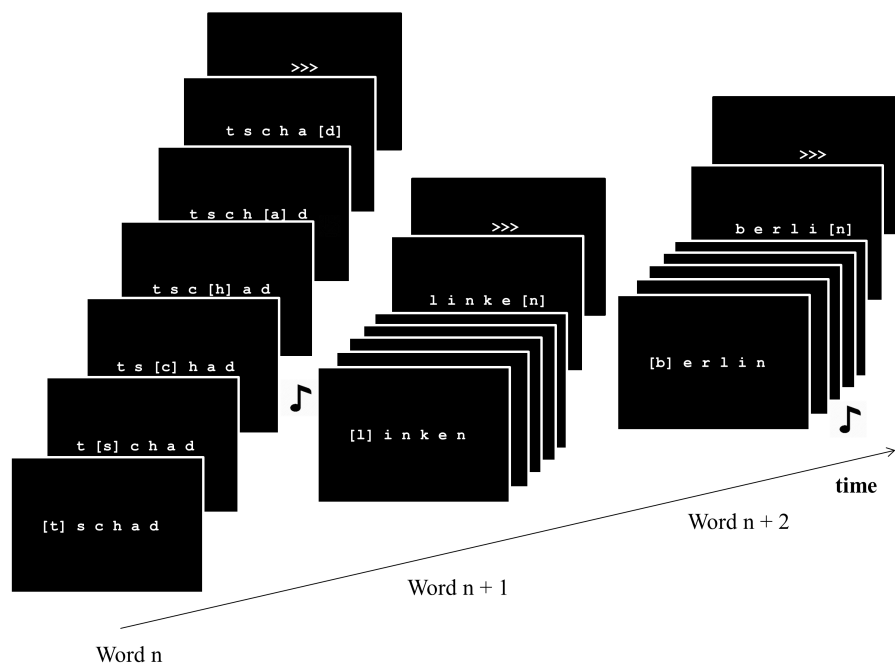 >>>
t s c h a [d]
t s c h [a] d
t s c [h] a d
t s [c] h a d
t [s] c h a d
[t] s c h a d
>>>
l i n k e [n]
[l] i n k e n
>>>
b e r l i [n]
[b] e r l i n
time
Word n + 2
Word n + 1
Word n